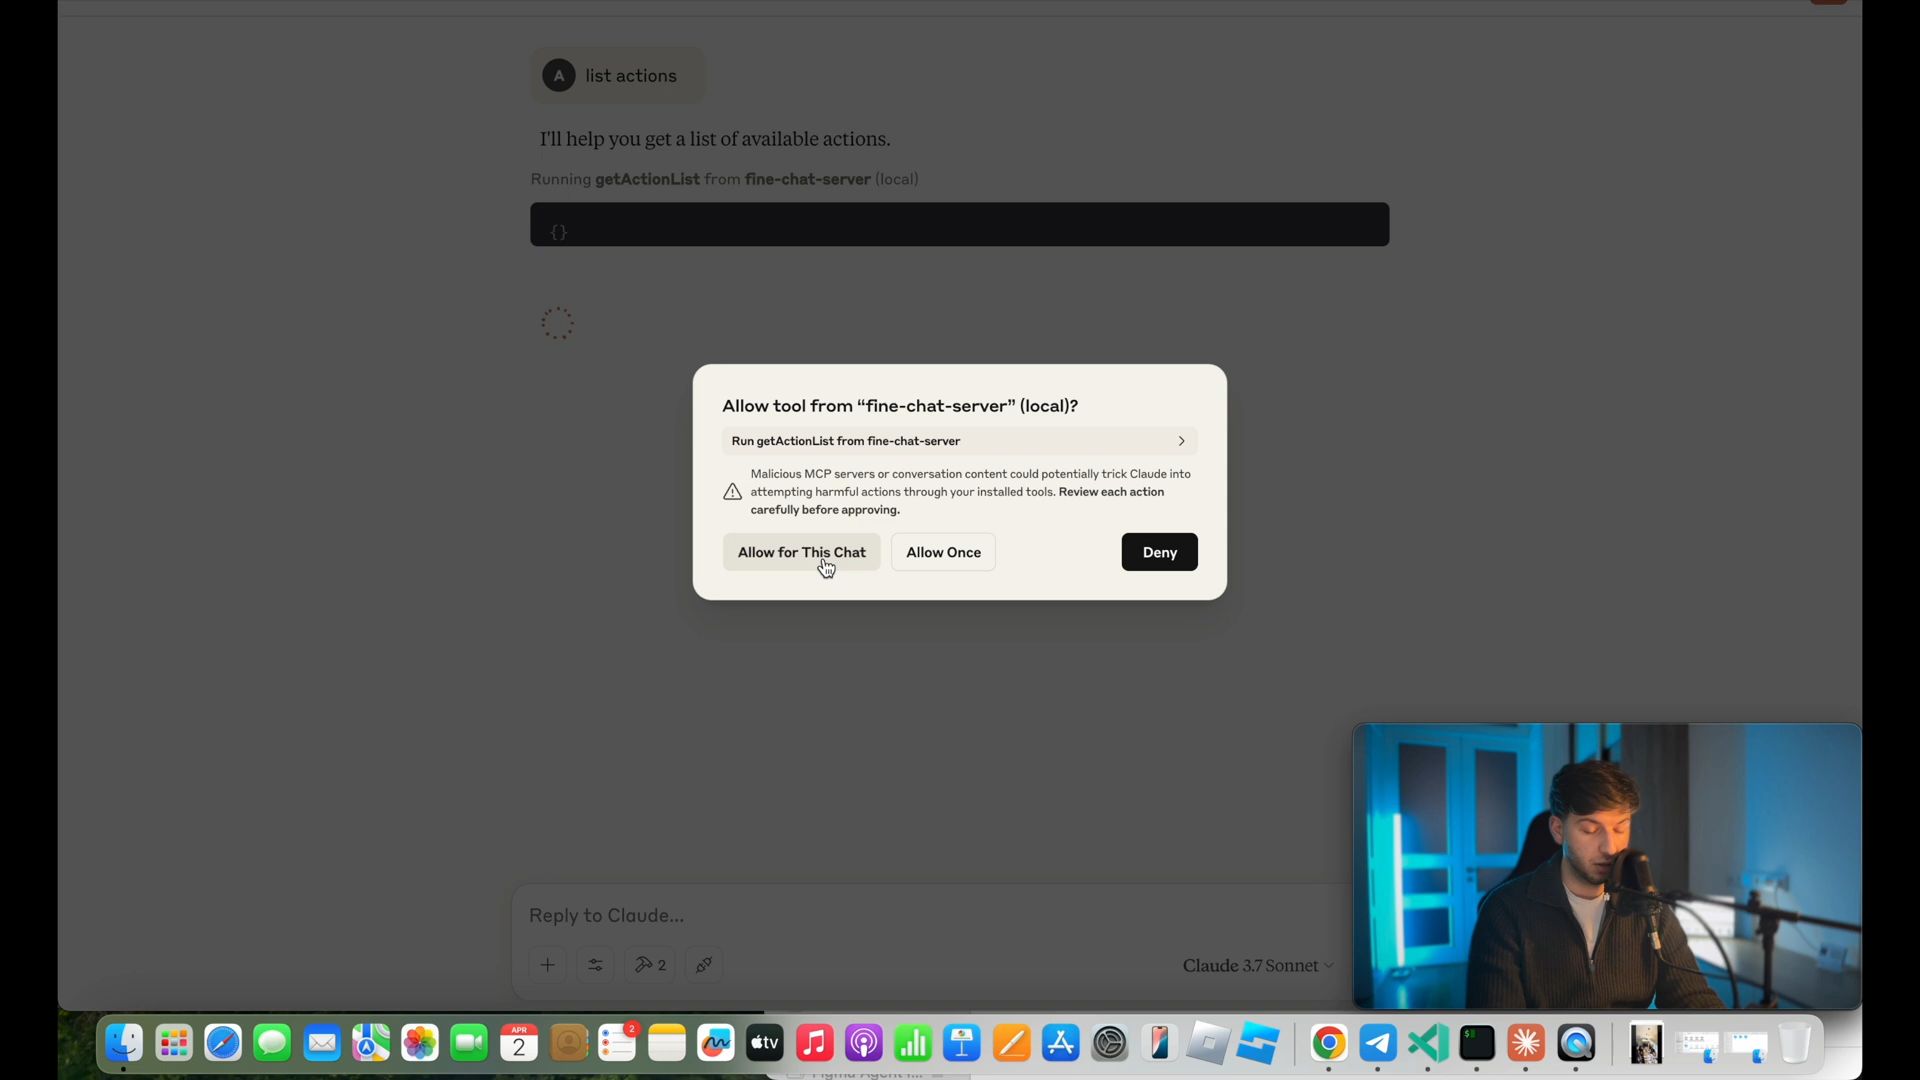 A list actions
I'll help you get a list of available actions.
Running getActionList from fine-chat-server (local)
{}
Allow tool from “fine-chat-server” (local)?
Run getActionList from fine-chat-server
Malicious MCP servers or conversation content could potentially trick Claude into
attempting harmful actions through your installed tools. Review each action
carefully before approving.
Allow for This Chat
Allow Once
Deny
Reply to Claude...
2
Claude 3.7 Sonnet
APR
2
2
tv
$
Figma Agent